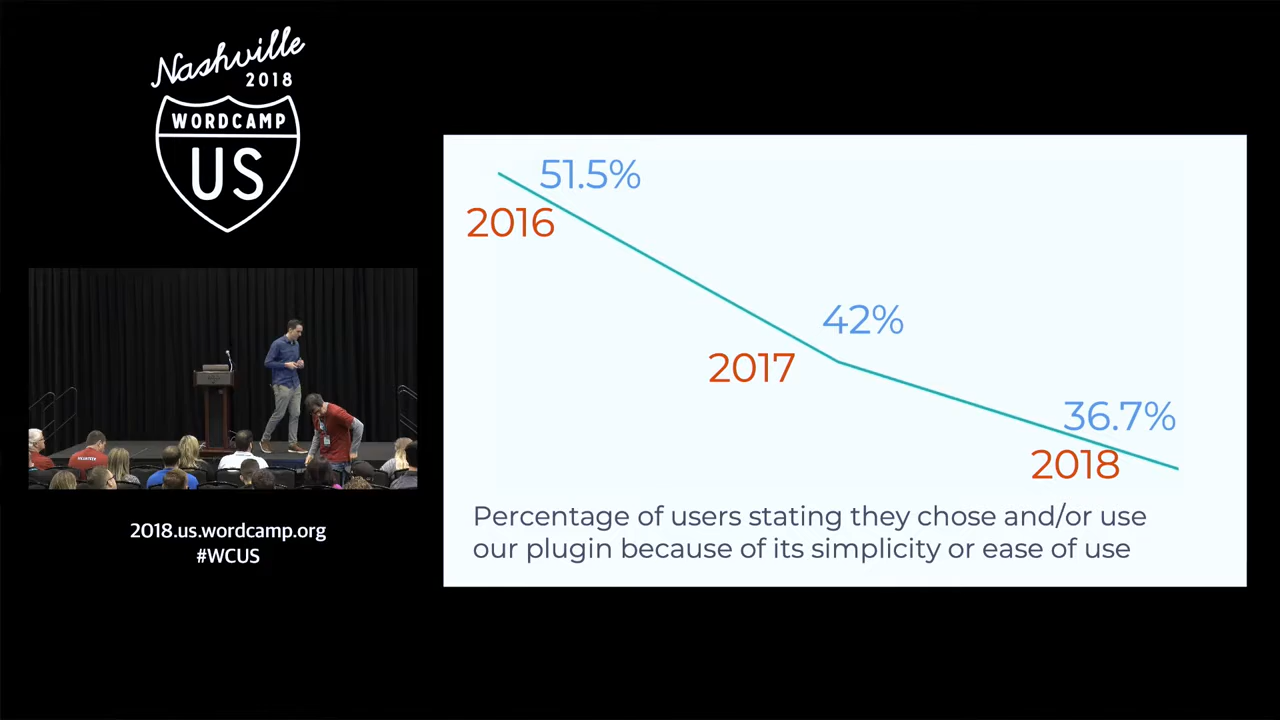 Nashville
2018
WORDCAMP
US
2018.us.wordcamp.org
#WCUS
51.5%
2016
42%
2017
36.7%
2018
Percentage of users stating they chose and/or use
our plugin because of its simplicity or ease of use